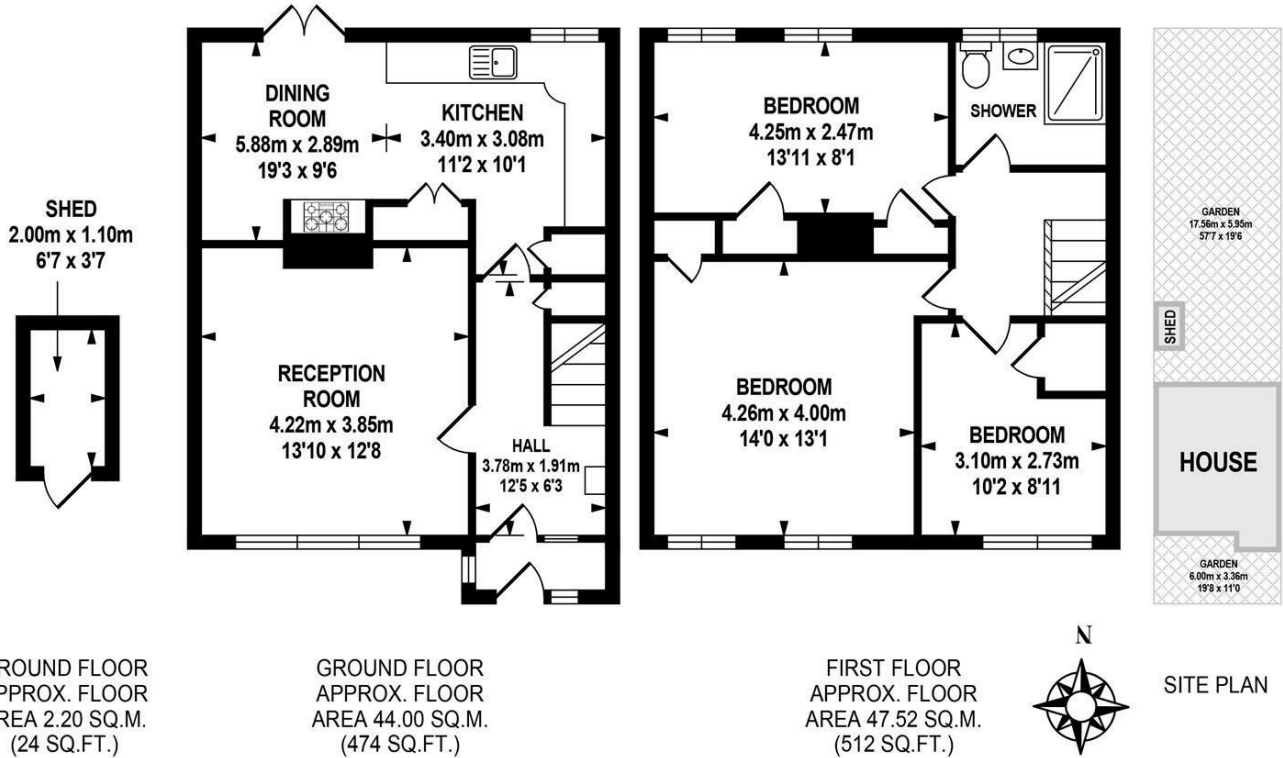 SHED
2.00m x 1.10m
6'7 x 3'7
DINING
ROOM
5.88m x 2.89m
19'3 x 9'6
KITCHEN
3.40m x 3.08m
11'2 x 10'1
RECEPTION
ROOM
4.22m x 3.85m
13'10 x 12'8
HALL
3.78m x 1.91m
12'5 x 6'3
BEDROOM
4.25m x 2.47m
13'11 x 8'1
SHOWER
BEDROOM
4.26m x 4.00m
14'0 x 13'1
BEDROOM
3.10m x 2.73m
10'2 x 8'11
GARDEN
17.56m x 5.95m
57'7 x 19'6
SHED
HOUSE
GARDEN
6.00m x 3.36m
19'8 x 11'0
ROUND FLOOR
PPROX. FLOOR
REA 2.20 SQ.M.
(24 SQ.FT.)
GROUND FLOOR
APPROX. FLOOR
AREA 44.00 SQ.M.
(474 SQ.FT.)
FIRST FLOOR
APPROX. FLOOR
AREA 47.52 SQ.M.
(512 SQ.FT.)
N
SITE PLAN